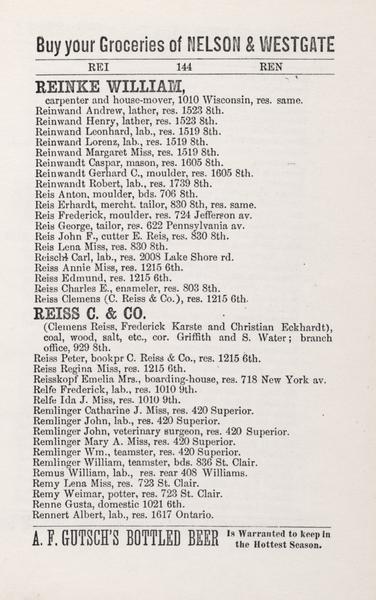 Buy your Groceries of NELSON & WESTGATE
REI 144 REN
REINKE WILLIAM,
carpenter and house-mover, 1010 Wisconsin, res. same.
Reinwand Andrew, lather, res. 1523 8th.
Reinwand Henry, lather, res. 1523 8th.
Reinwand Leonhard, lab., res. 1519 8th.
Reinwand Lorenz, lab., res. 1519 8th.
Reinwand Margaret Miss, res. 1519 8th.
Reinwandt Caspar, mason, res. 1605 8th.
Reinwandt Gerhard C., moulder, res. 1605 8th.
Reinwandt Robert, lab., res. 1739 8th.
Reis Anton, moulder, bds. 706 8th.
Reis Erhardt, mercht. tailor, 830 8th, res. same.
Reis Frederick, moulder, res. 724 Jefferson av.
Reis George, tailor, res. 622 Pennsylvania av.
Reis John F., cutter E. Reis, res. 830 8th.
Reis Lena Miss, res. 830 8th.
Reischl Carl, lab., res. 2008 Lake Shore rd.
Reiss Annie Miss, res. 1215 6th.
Reiss Edmund, res. 1215 6th.
Reiss Charles E., enameler, res. 803 8th.
Reiss Clemens (C. Reiss & Co.), res. 1215 6th.
REISS C. & CO.
(Clemens Reiss, Frederick Karste and Christian Eckhardt),
coal, wood, salt, etc., cor. Griffith and S. Water; branch
office, 929 8th.
Reiss Peter, bookpr C. Reiss & Co., res. 1215 6th.
Reiss Regina Miss, res. 1215 6th.
Reisskopf Emelia Mrs., boarding-house, res. 718 New York av.
Relfe Frederick, lab., res. 1010 9th.
Relfe Ida J. Miss, res. 1010 9th.
Remlinger Catharine J. Miss, res. 420 Superior.
Remlinger John, lab., res. 420 Superior.
Remlinger John, veterinary surgeon, res. 420 Superior.
Remlinger Mary A. Miss, res. 420 Superior.
Remlinger Wm., teamster, res. 420 Superior.
Remlinger William, teamster, bds. 836 St. Clair.
Remus William, lab., res. rear 408 Williams.
Remy Lena Miss, res. 723 St. Clair.
Remy Weimar, potter, res. 723 St. Clair.
Renne Gusta, domestic 1021 6th.
Rennert Albert, lab., res. 1617 Ontario.
A. F. GUTSCH'S BOTTLED BEER Is Warranted to keep in
the Hottest Season.